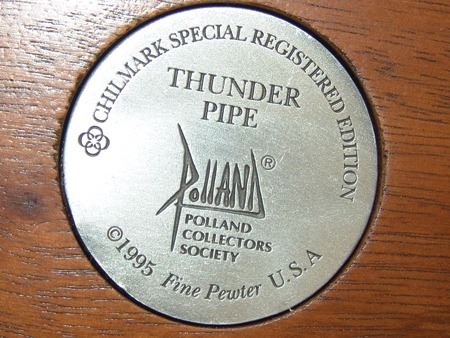 CHILMARK SPECIAL REGISTERED EDITION
THUNDER
PIPE
Polland®
POLLAND
COLLECTORS
SOCIETY
©1995 Fine Pewter U.S.A